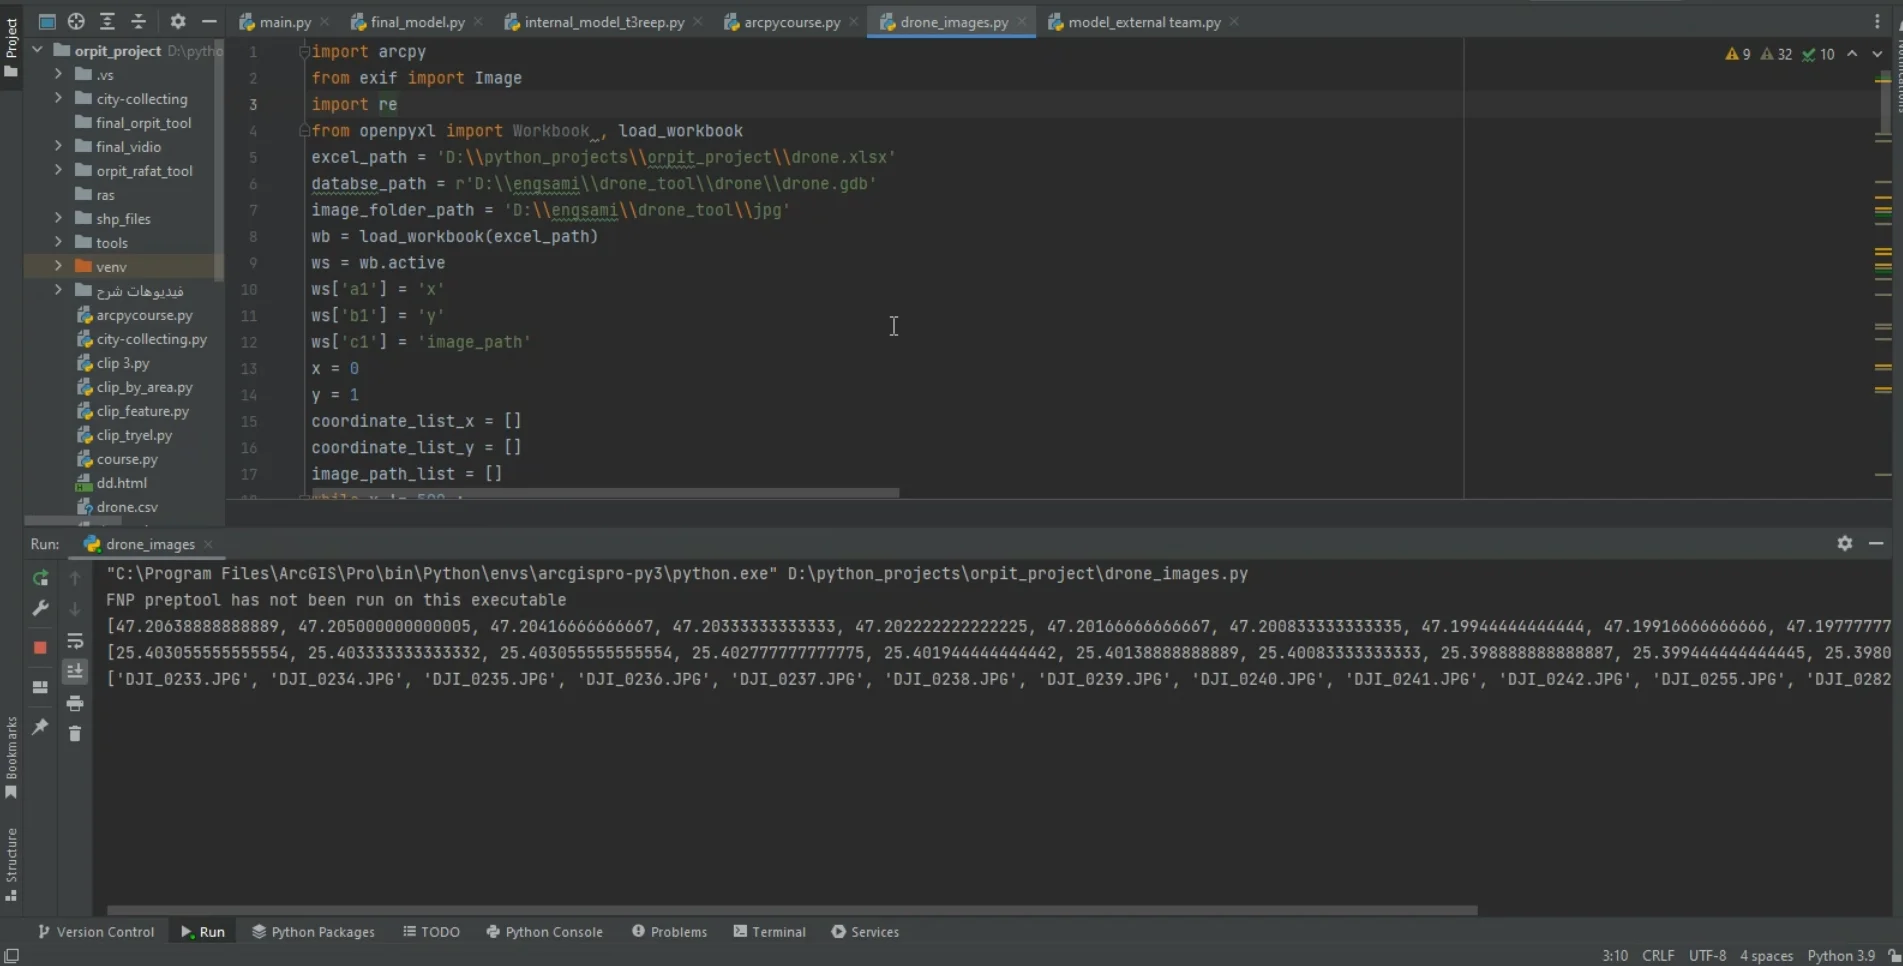 Project
main.py
final_model.py
internal_model_t3reep.py
arcpycourse.py
drone_images.py
model_external team.py
orpit_project D:\pytho
.vs
city-collecting
final_orpit_tool
final_vidio
orpit_rafat_tool
ras
shp_files
tools
venv
فيديوهات شرح
arcpycourse.py
city-collecting.py
clip 3.py
clip_by_area.py
clip_feature.py
clip_tryel.py
course.py
dd.html
drone.csv
9 32 10
1 import arcpy
2 from exif import Image
3 import re
4 from openpyxl import Workbook , load_workbook
5 excel_path = 'D:\\python_projects\\orpit_project\\drone.xlsx'
6 databse_path = r'D:\\engsami\\drone_tool\\drone\\drone.gdb'
7 image_folder_path = 'D:\\engsami\\drone_tool\\jpg'
8 wb = load_workbook(excel_path)
9 ws = wb.active
10 ws['a1'] = 'x'
11 ws['b1'] = 'y'
12 ws['c1'] = 'image_path'
13 x = 0
14 y = 1
15 coordinate_list_x = []
16 coordinate_list_y = []
17 image_path_list = []
Run: drone_images
"C:\Program Files\ArcGIS\Pro\bin\Python\envs\arcgispro-py3\python.exe" D:\python_projects\orpit_project\drone_images.py
FNP preptool has not been run on this executable
[47.20638888888889, 47.205000000000005, 47.20416666666667, 47.20333333333333, 47.202222222222225, 47.20166666666667, 47.200833333333335, 47.19944444444444, 47.19916666666666, 47.19777777
[25.403055555555554, 25.403333333333332, 25.403055555555554, 25.402777777777775, 25.401944444444442, 25.40138888888889, 25.40083333333333, 25.398888888888887, 25.399444444444445, 25.3980
['DJI_0233.JPG', 'DJI_0234.JPG', 'DJI_0235.JPG', 'DJI_0236.JPG', 'DJI_0237.JPG', 'DJI_0238.JPG', 'DJI_0239.JPG', 'DJI_0240.JPG', 'DJI_0241.JPG', 'DJI_0242.JPG', 'DJI_0255.JPG', 'DJI_0282
Bookmarks
Structure
Version Control
Run
Python Packages
TODO
Python Console
Problems
Terminal
Services
3:10 CRLF UTF-8 4 spaces Python 3.9